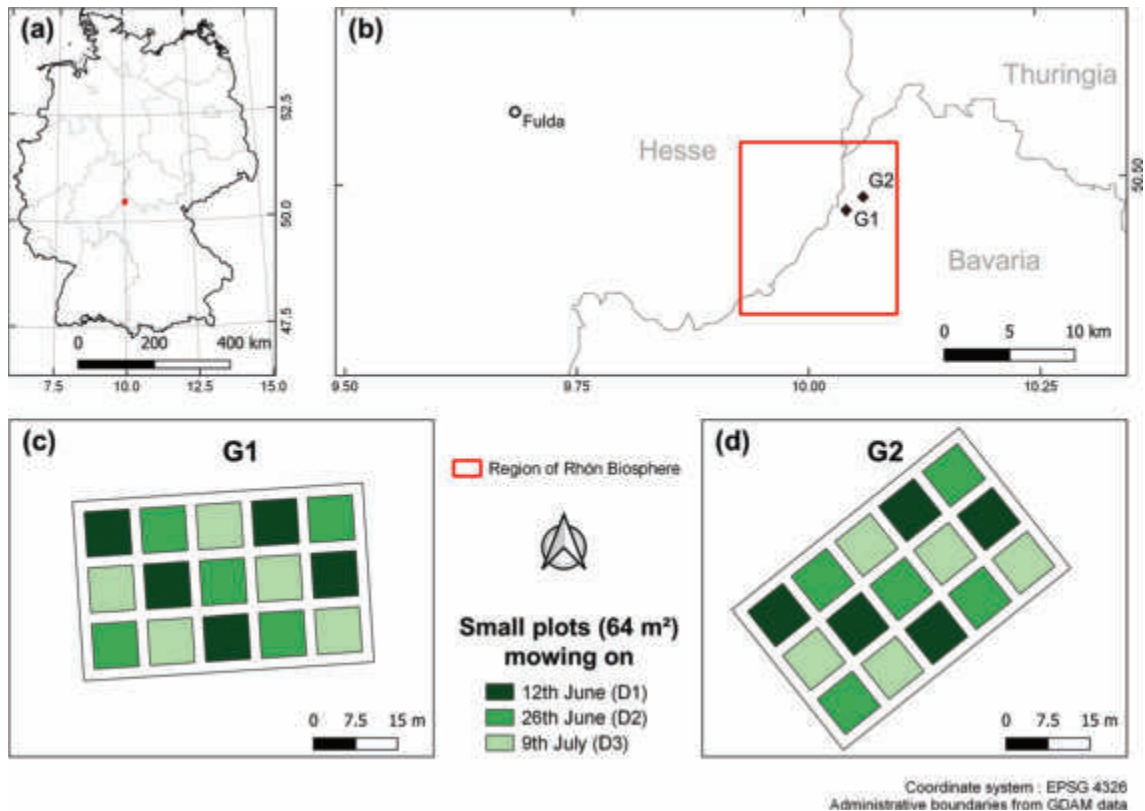 (a)
52.5
50.0
47.5
0 200 400 km
7.5 10.0 12.5 15.0
(b)
Thuringia
Fulda
Hesse
50.50
G2
G1
Bavaria
0 5 10 km
9.50 9.75 10.00 10.25
(c)
G1
Region of Rhön Biosphere
Small plots (64 m²)
mowing on
12th June (D1)
26th June (D2)
9th July (D3)
0 7.5 15 m
(d)
G2
0 7.5 15 m
Coordinate system : EPSG 4326
Administrative boundaries from GDAM data